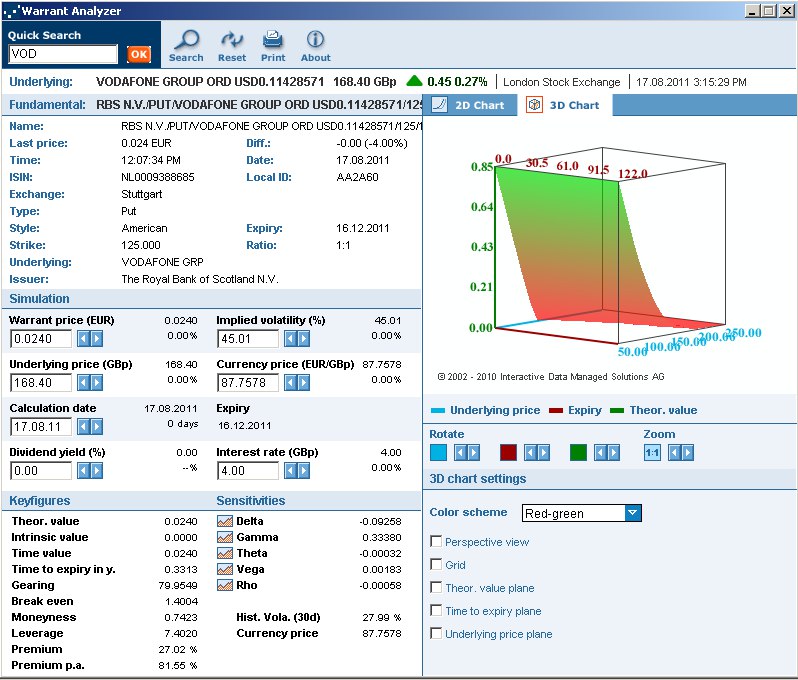 Warrant Analyzer
Quick Search
VOD
OK
Search Reset Print About
Underlying: VODAFONE GROUP ORD USD0.11428571 168.40 GBp 0.45 0.27% London Stock Exchange 17.08.2011 3:15:29 PM
Fundamental: RBS N.V./PUT/VODAFONE GROUP ORD USD0.11428571/125
Name: RBS N.V./PUT/VODAFONE GROUP ORD USD0.11428571/125/1
Last price: 0.024 EUR Diff.: -0.00 (-4.00%)
Time: 12:07:34 PM Date: 17.08.2011
ISIN: NL0009388685 Local ID: AA2A60
Exchange: Stuttgart
Type: Put
Style: American Expiry: 16.12.2011
Strike: 125.000 Ratio: 1:1
Underlying: VODAFONE GRP
Issuer: The Royal Bank of Scotland N.V.
Simulation
Warrant price (EUR) 0.0240 Implied volatility (%) 45.01
0.0240 0.00% 45.01 0.00%
Underlying price (GBp) 168.40 Currency price (EUR/GBp) 87.7578
168.40 0.00% 87.7578 0.00%
Calculation date 17.08.2011 Expiry
17.08.11 0 days 16.12.2011
Dividend yield (%) 0.00 Interest rate (GBp) 4.00
0.00 --% 4.00 0.00%
Keyfigures Sensitivities
Theor. value 0.0240 Delta -0.09258
Intrinsic value 0.0000 Gamma 0.33380
Time value 0.0240 Theta -0.00032
Time to expiry in y. 0.3313 Vega 0.00183
Gearing 79.9549 Rho -0.00058
Break even 1.4004
Moneyness 0.7423 Hist. Vola. (30d) 27.99 %
Leverage 7.4020 Currency price 87.7578
Premium 27.02 %
Premium p.a. 81.55 %
2D Chart 3D Chart
0.85 0.0 30.5 61.0 91.5 122.0
0.64
0.43
0.21
0.00
50.00 100.00 150.00 200.00 250.00
© 2002 - 2010 Interactive Data Managed Solutions AG
Underlying price Expiry Theor. value
Rotate Zoom
1:1
3D chart settings
Color scheme Red-green
Perspective view
Grid
Theor. value plane
Time to expiry plane
Underlying price plane